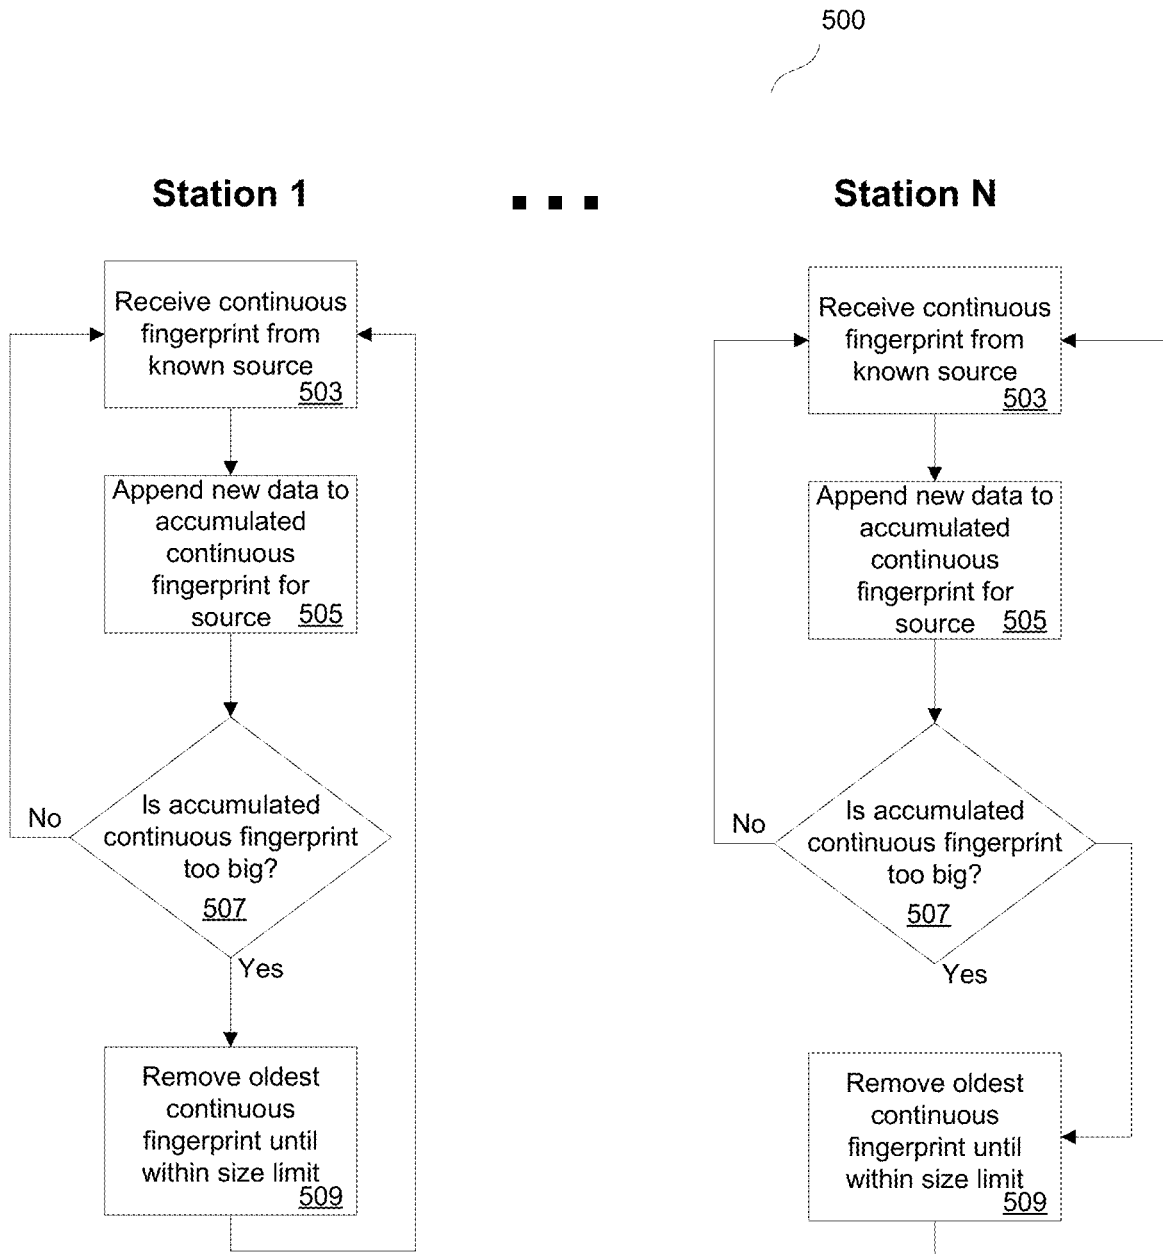 500
Station 1
Station N
Receive continuous
fingerprint from
known source
503
Append new data to
accumulated
continuous
fingerprint for
source 505
Is accumulated
continuous fingerprint
too big?
507
No
Yes
Remove oldest
continuous
fingerprint until
within size limit
509
Receive continuous
fingerprint from
known source
503
Append new data to
accumulated
continuous
fingerprint for
source 505
Is accumulated
continuous fingerprint
too big?
507
No
Yes
Remove oldest
continuous
fingerprint until
within size limit
509